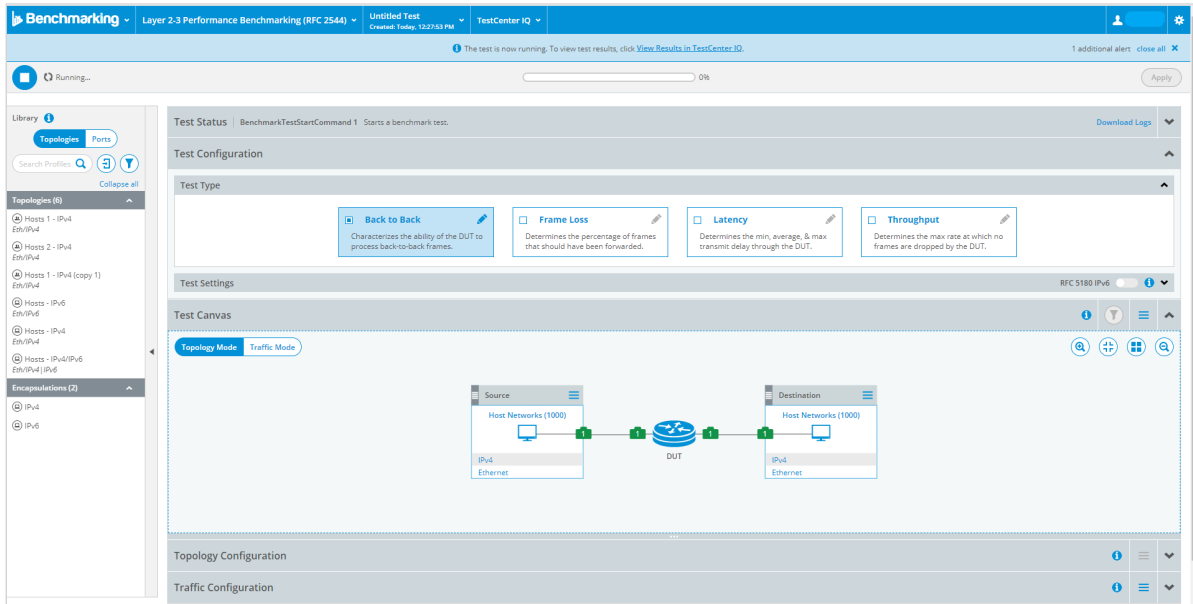 Benchmarking
Layer 2-3 Performance Benchmarking (RFC 2544)
Untitled Test
Created: Today, 12:27:53 PM
TestCenter IQ
The test is now running. To view test results, click View Results in TestCenter IQ.
1 additional alert close all
Running...
0%
Apply
Library
Topologies Ports
Search Profiles
Collapse all
Topologies (6)
Hosts 1 - IPv4
Eth/IPv4
Hosts 2 - IPv4
Eth/IPv4
Hosts 1 - IPv4 (copy 1)
Eth/IPv4
Hosts - IPv6
Eth/IPv6
Hosts - IPv4
Eth/IPv4
Hosts - IPv4/IPv6
Eth/IPv4|IPv6
Encapsulations (2)
IPv4
IPv6
Test Status BenchmarkTestStartCommand 1 Starts a benchmark test.
Download Logs
Test Configuration
Test Type
Back to Back
Characterizes the ability of the DUT to
process back-to-back frames.
Frame Loss
Determines the percentage of frames
that should have been forwarded.
Latency
Determines the min, average, & max
transmit delay through the DUT.
Throughput
Determines the max rate at which no
frames are dropped by the DUT.
Test Settings
RFC 5180 IPv6
Test Canvas
Topology Mode Traffic Mode
Source
Host Networks (1000)
1
IPv4
Ethernet
1
DUT
1
Destination
Host Networks (1000)
1
IPv4
Ethernet
Topology Configuration
Traffic Configuration